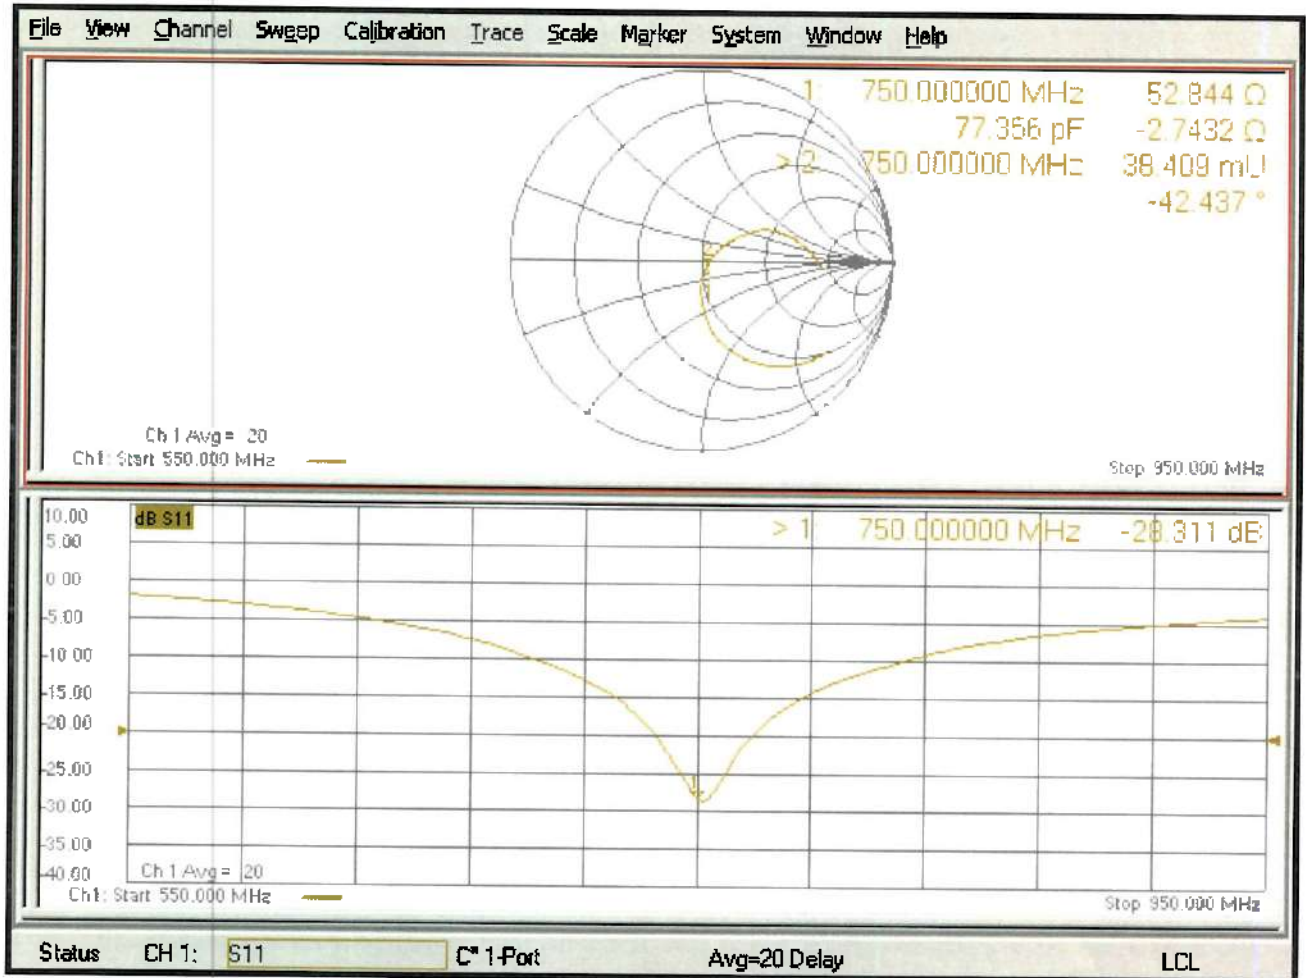 File View Channel Sweep Calibration Trace Scale Marker System Window Help
1: 750.000000 MHz 52.844 Ω
77.356 pF -2.7432 Ω
> 2: 750.000000 MHz 38.409 mU
-42.437 °
Ch 1 Avg = 20
Ch1: Start 550.000 MHz
Stop 950.000 MHz
10.00
dB S11
> 1: 750.000000 MHz -28.311 dB
5.00
0.00
-5.00
-10.00
-15.00
-20.00
-25.00
-30.00
-35.00
-40.00
1
Ch 1 Avg = 20
Ch1: Start 550.000 MHz
Stop 950.000 MHz
Status CH 1: S11 C* 1-Port Avg=20 Delay LCL